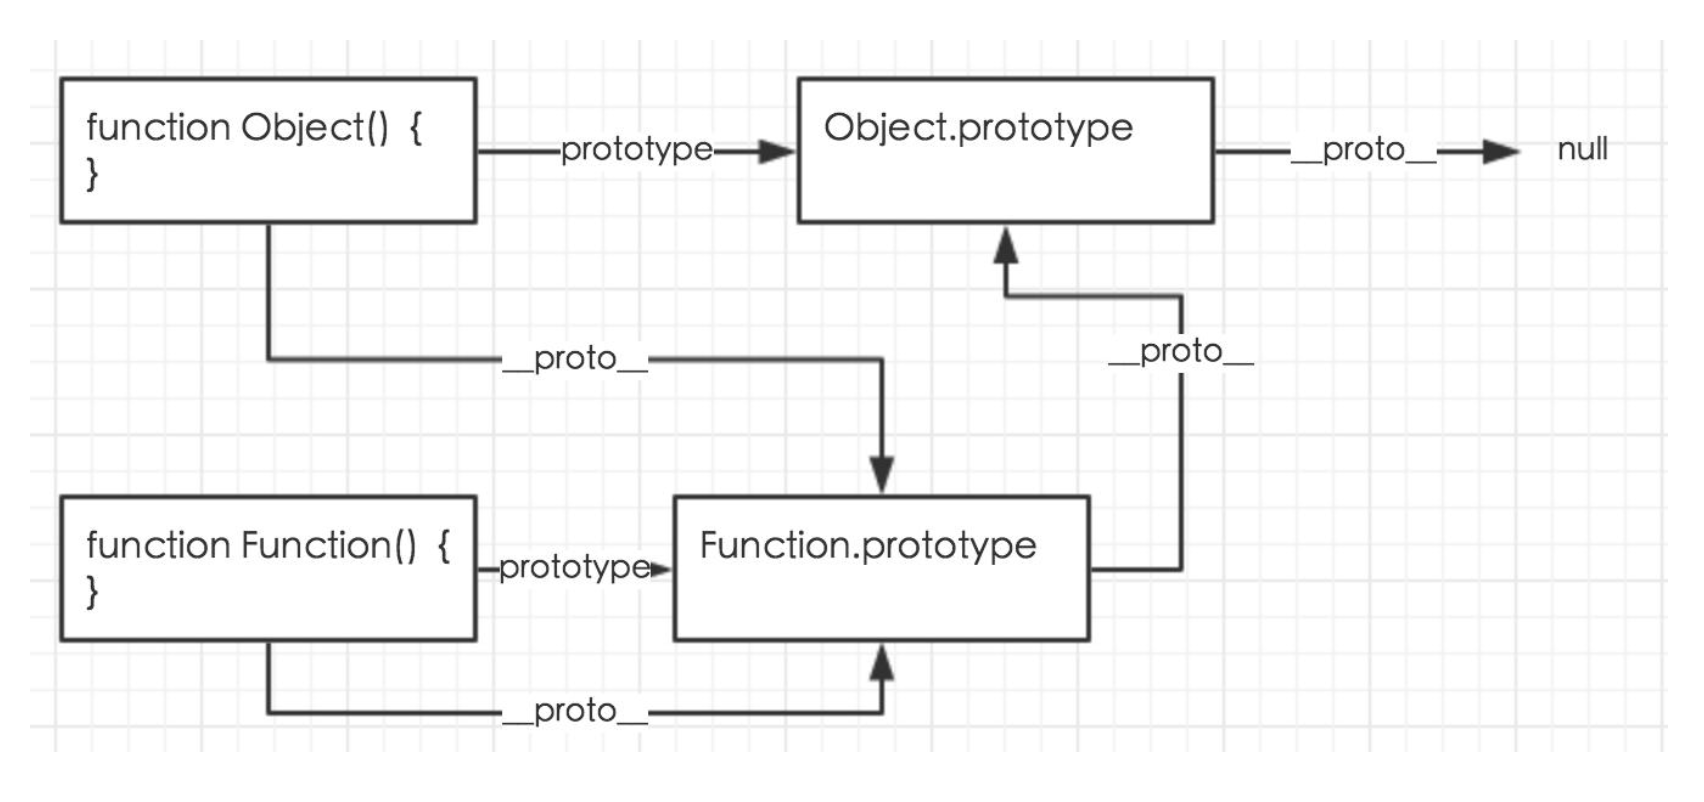 function Object() {
}
prototype
Object.prototype
__proto__
null
__proto__
__proto__
function Function() {
}
prototype
Function.prototype
__proto__